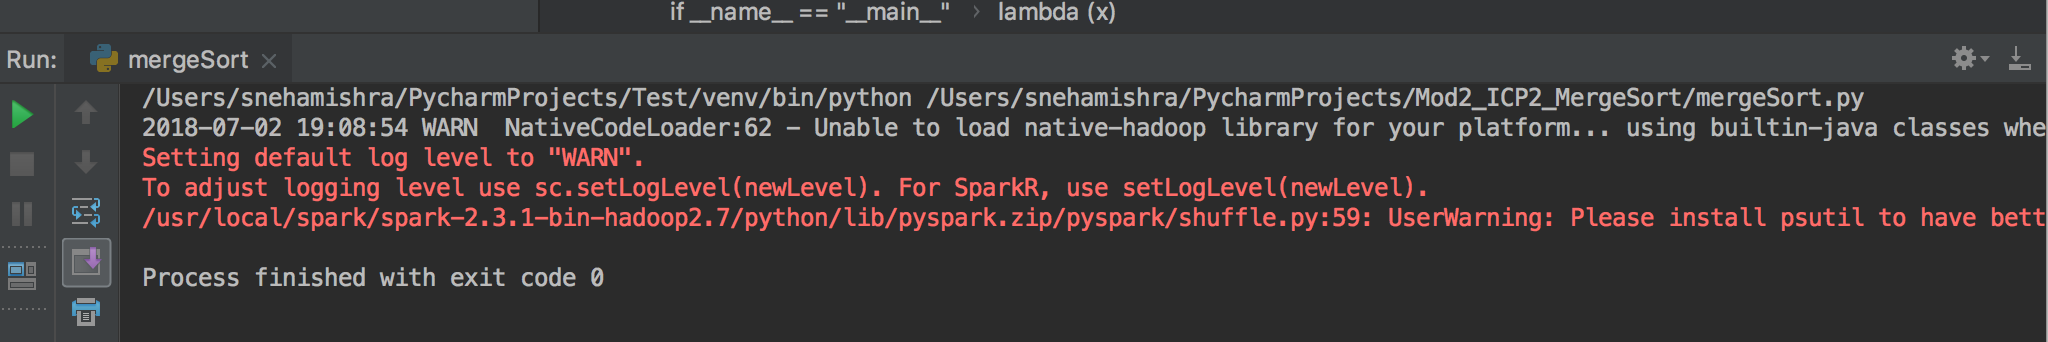 if __name__ == "__main__" › lambda (x)
Run: mergeSort
/Users/snehamishra/PycharmProjects/Test/venv/bin/python /Users/snehamishra/PycharmProjects/Mod2_ICP2_MergeSort/mergeSort.py
2018-07-02 19:08:54 WARN  NativeCodeLoader:62 - Unable to load native-hadoop library for your platform... using builtin-java classes whe
Setting default log level to "WARN".
To adjust logging level use sc.setLogLevel(newLevel). For SparkR, use setLogLevel(newLevel).
/usr/local/spark/spark-2.3.1-bin-hadoop2.7/python/lib/pyspark.zip/pyspark/shuffle.py:59: UserWarning: Please install psutil to have bett
Process finished with exit code 0